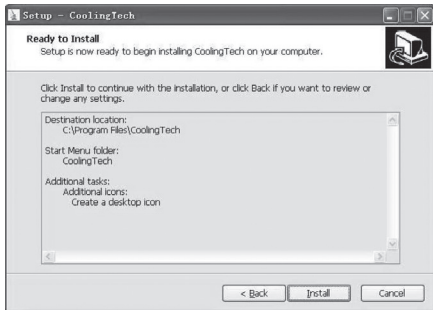 Setup - CoolingTech
Ready to Install
Setup is now ready to begin installing CoolingTech on your computer.
Click Install to continue with the installation, or click Back if you want to review or
change any settings.
Destination location:
C:\Program Files\CoolingTech
Start Menu folder:
CoolingTech
Additional tasks:
Additional icons:
Create a desktop icon
< Back
Install
Cancel